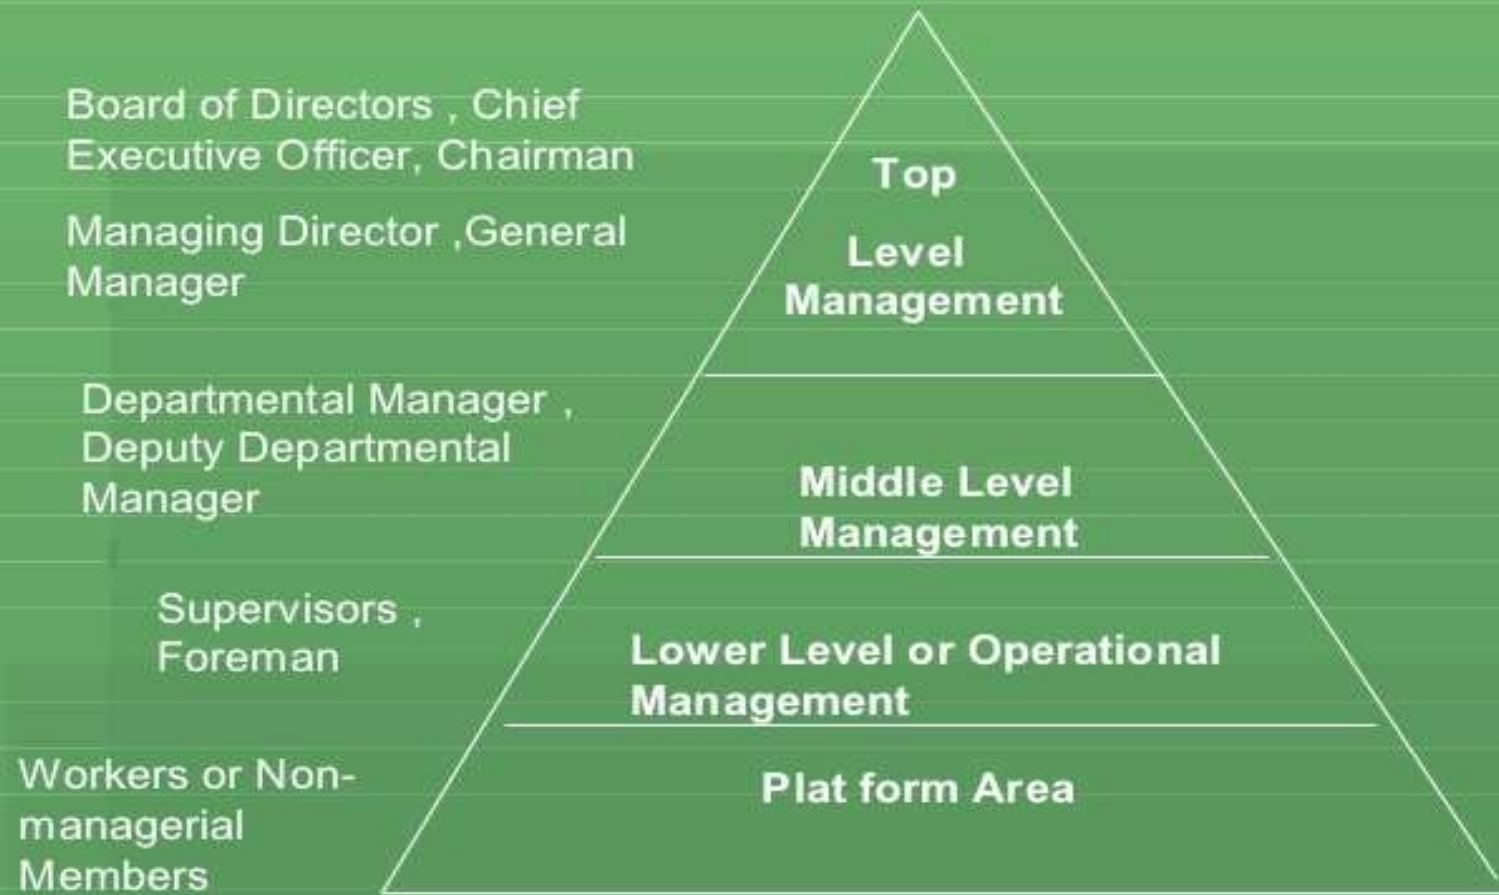 Board of Directors , Chief
Executive Officer, Chairman
Managing Director ,General
Manager
Top
Level
Management
Departmental Manager ,
Deputy Departmental
Manager
Middle Level
Management
Supervisors ,
Foreman
Lower Level or Operational
Management
Workers or Non-
managerial
Members
Plat form Area